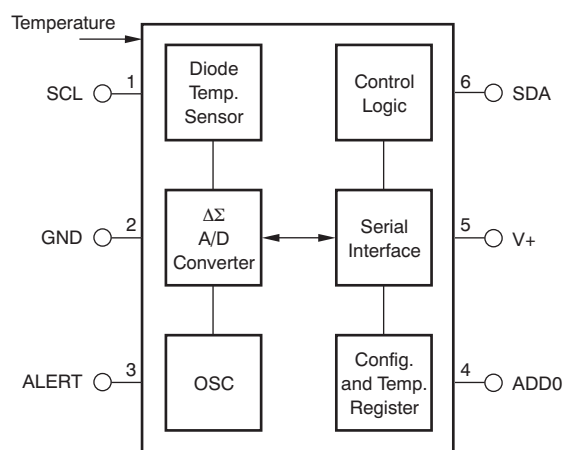 Temperature
SCL
1
Diode
Temp.
Sensor
Control
Logic
6
SDA
GND
2
ΔΣ
A/D
Converter
Serial
Interface
5
V+
ALERT
3
OSC
Config.
and Temp.
Register
4
ADD0